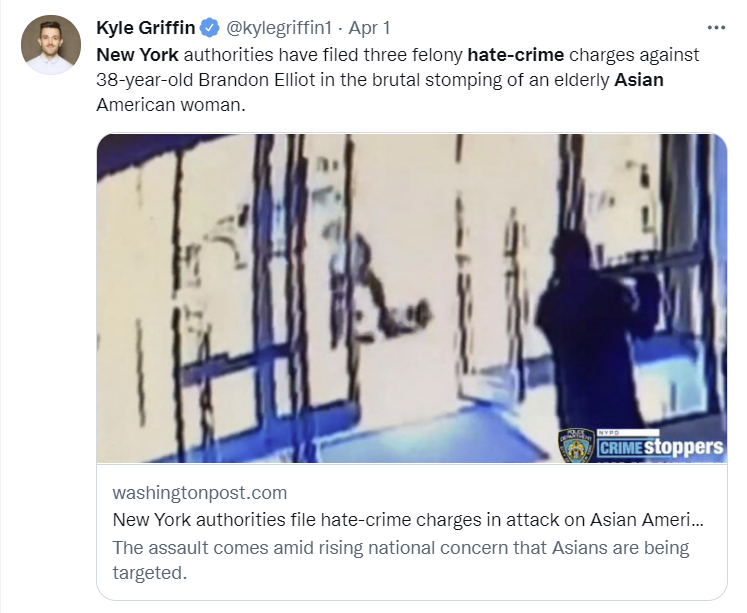 Kyle Griffin @kylegriffin1 · Apr 1
New York authorities have filed three felony hate-crime charges against
38-year-old Brandon Elliot in the brutal stomping of an elderly Asian
American woman.
POLICE
DEPARTMENT
NYPD
CRIMEstoppers
washingtonpost.com
New York authorities file hate-crime charges in attack on Asian Ameri...
The assault comes amid rising national concern that Asians are being
targeted.